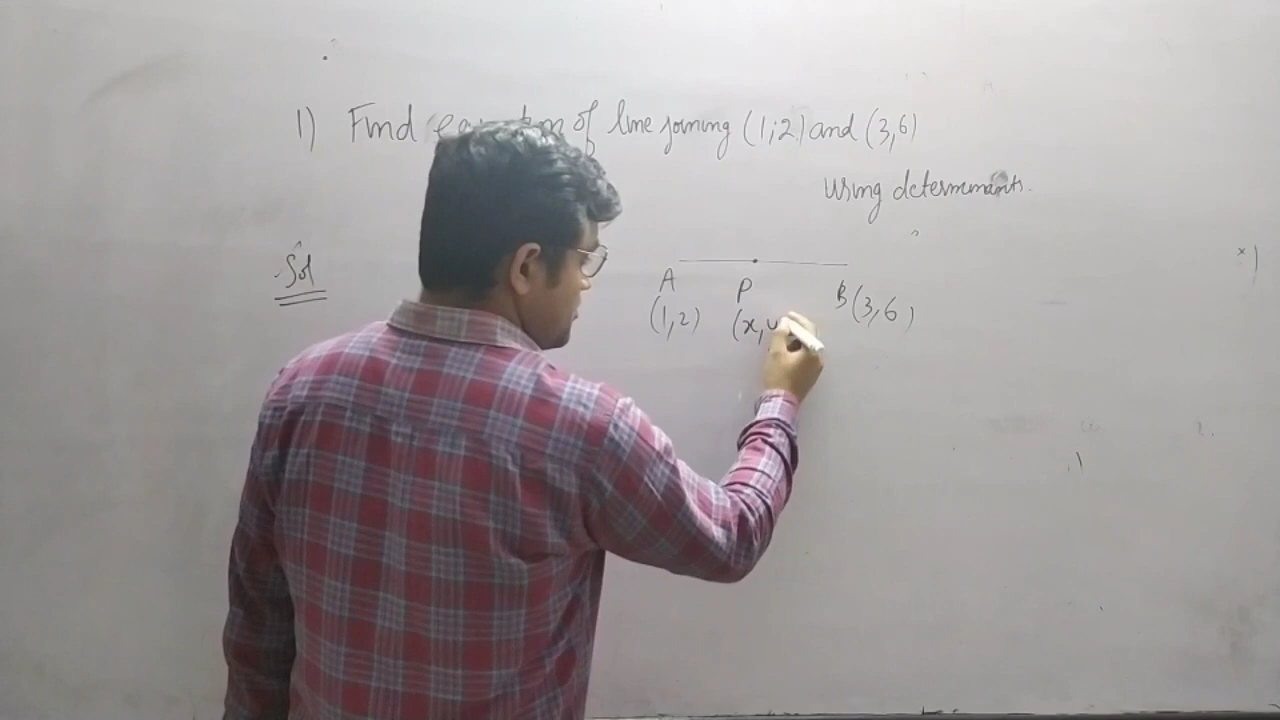 1) Find of line joining (1,2) and (3,6)
using determinants.
Sol
A P B(3,6)
(1,2) (x,y